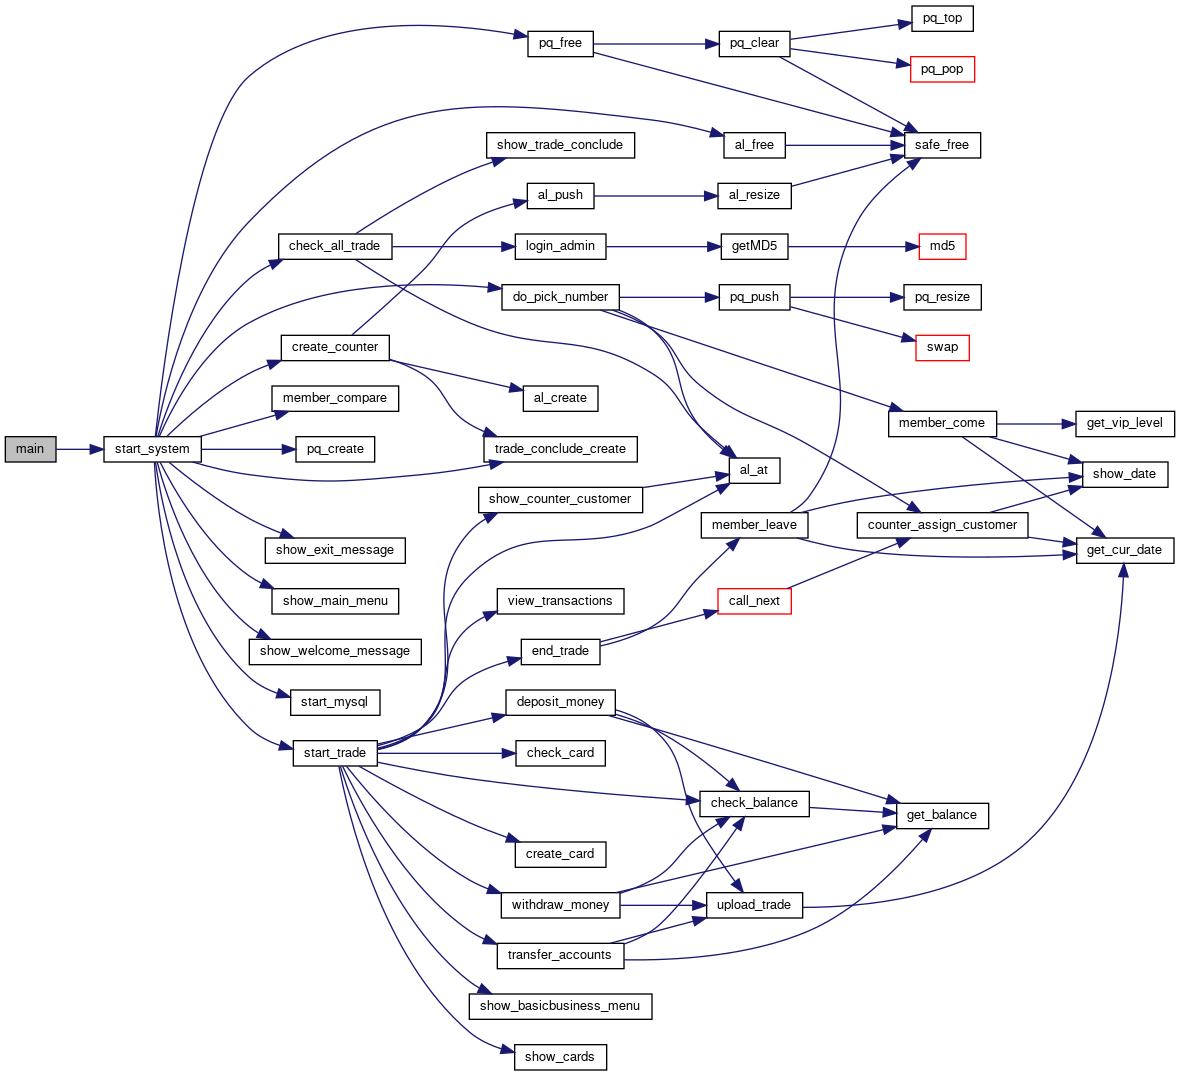 main
start_system
pq_free
al_free
check_all_trade
do_pick_number
create_counter
member_compare
pq_create
trade_conclude_create
show_exit_message
show_main_menu
show_welcome_message
start_mysql
start_trade
pq_clear
safe_free
pq_top
pq_pop
show_trade_conclude
login_admin
al_at
getMD5
md5
al_push
al_resize
al_create
pq_push
member_come
counter_assign_customer
pq_resize
swap
get_vip_level
show_date
get_cur_date
show_counter_customer
view_transactions
end_trade
member_leave
call_next
deposit_money
check_card
check_balance
create_card
withdraw_money
transfer_accounts
show_basicbusiness_menu
show_cards
get_balance
upload_trade